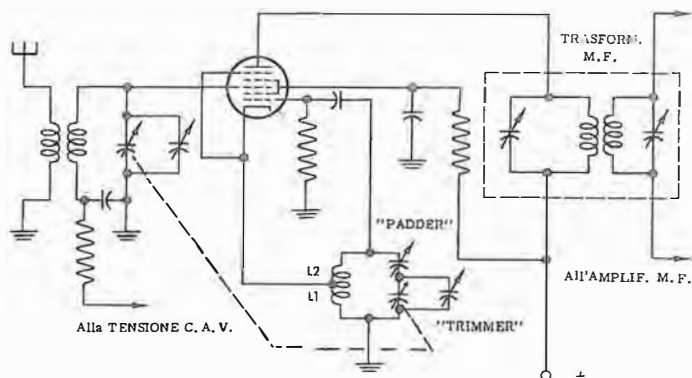 TRASFORM.
M.F.
"PADDER"
L2
L1
"TRIMMER"
All'AMPLIF. M.F.
Alla TENSIONE C.A.V.
+